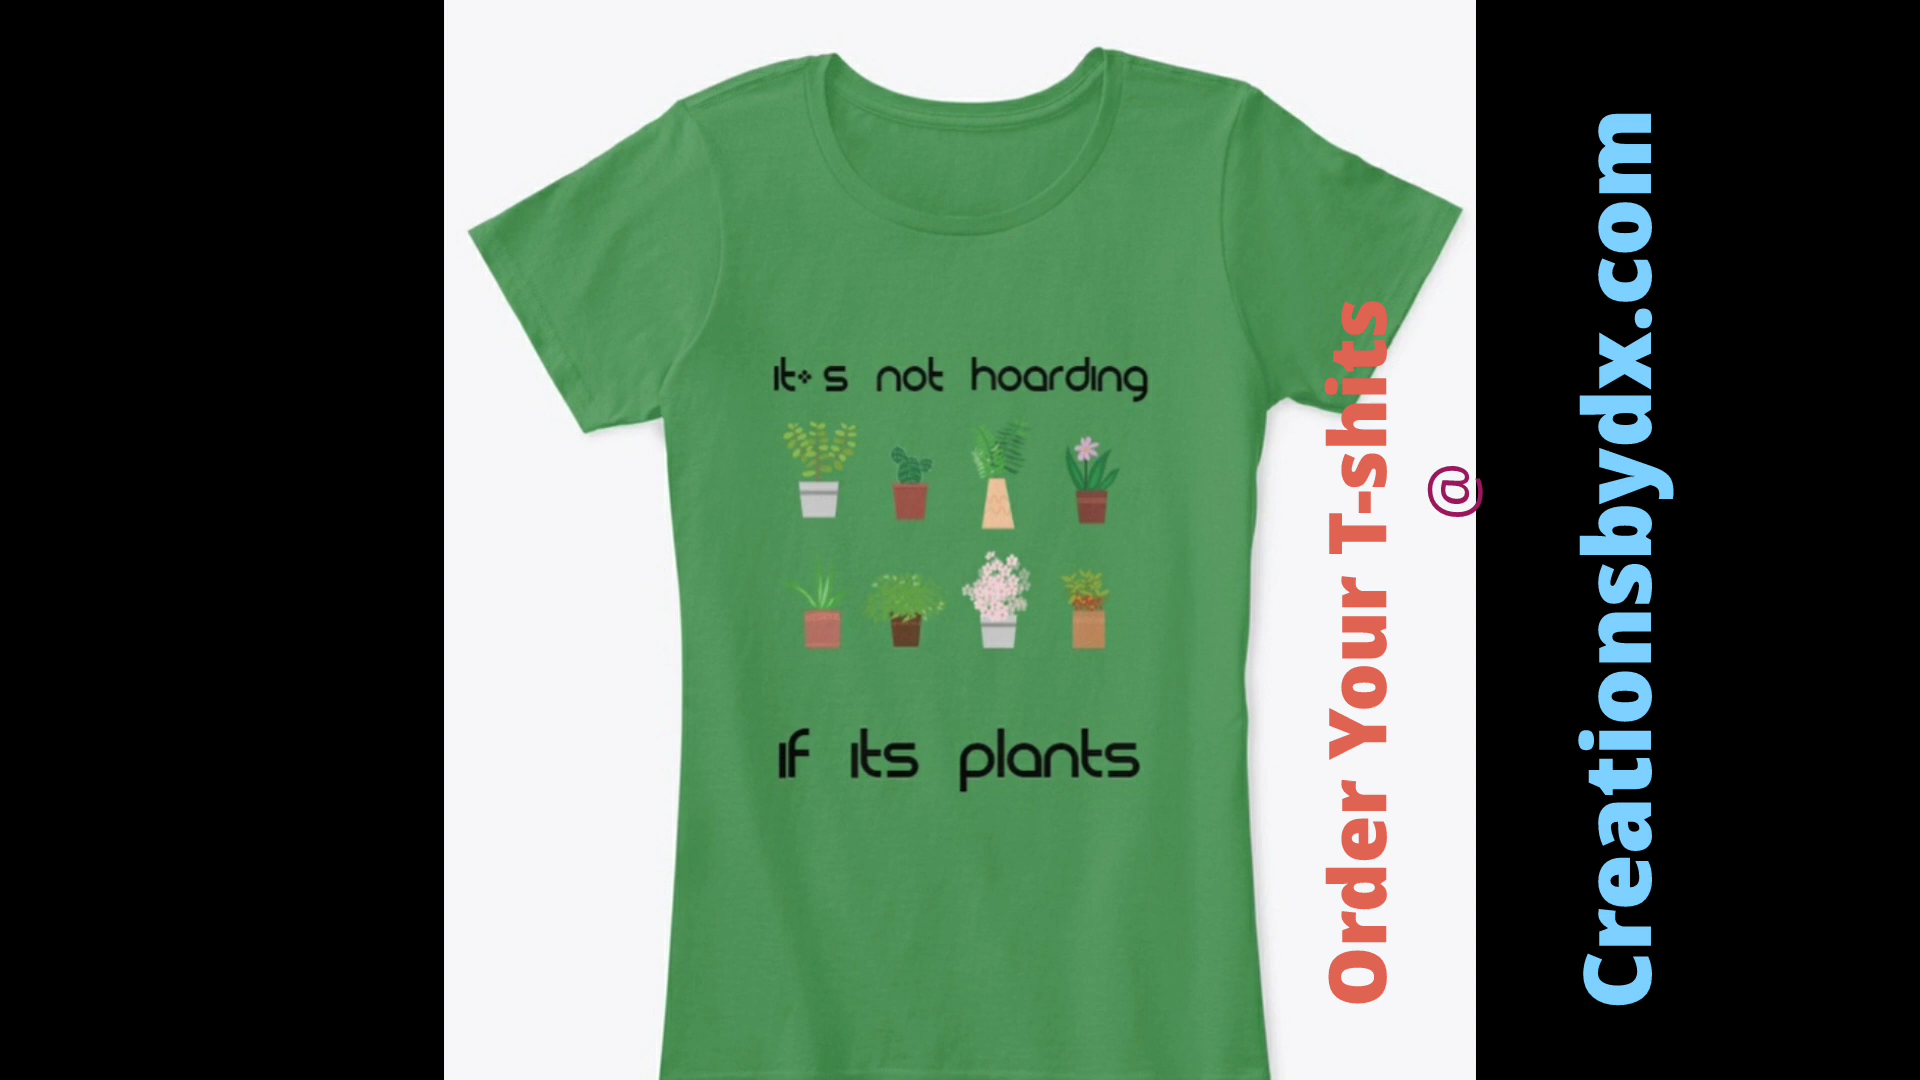 it✥s not hoarding
if its plants
Order Your T-shits
@
Creationsbydx.com